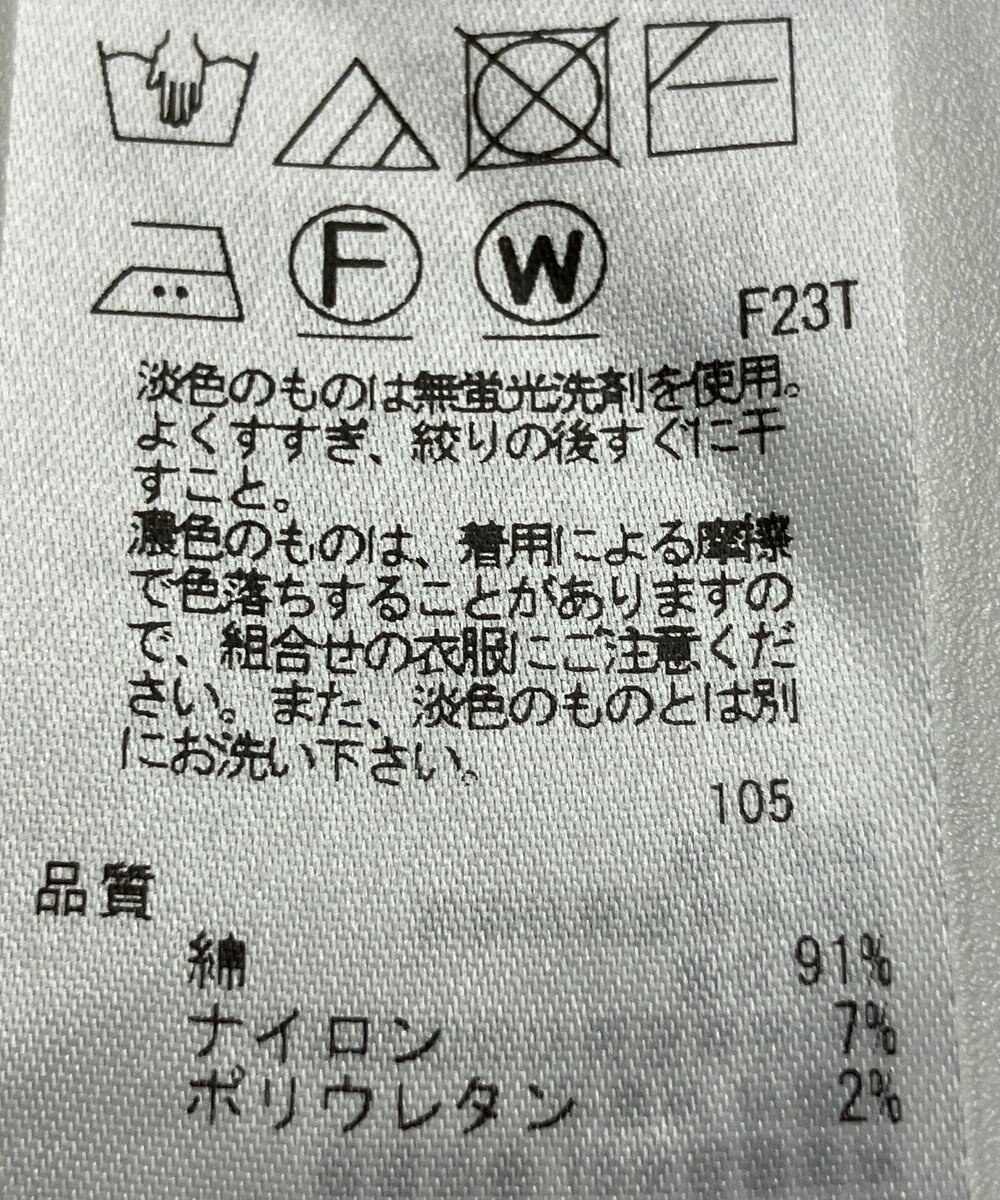 F W F23T
淡色のものは無蛍光洗剤を使用。
よくすすぎ、絞りの後すぐに干
すこと。
濃色のものは、着用による摩擦
で色落ちすることがありますの
で、組合せの衣服にご注意くだ
さい。また、淡色のものとは別
にお洗い下さい。
105
品質
綿 91%
ナイロン 7%
ポリウレタン 2%